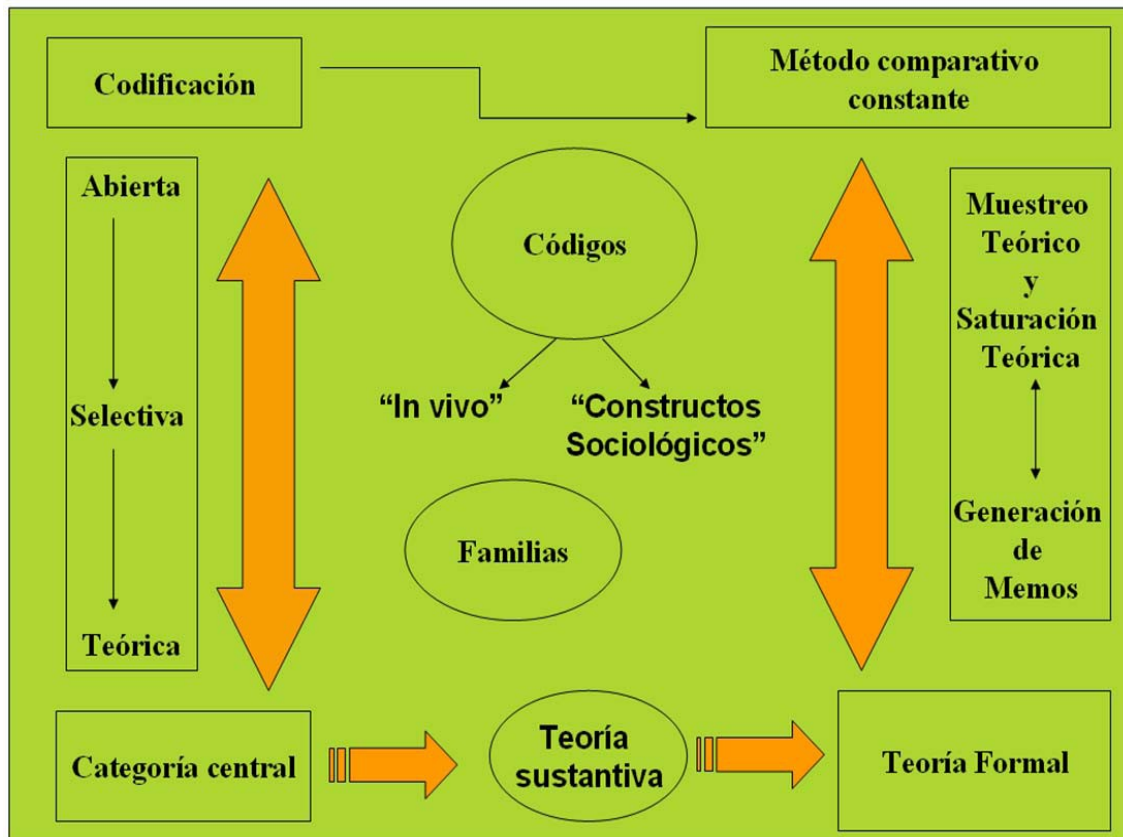 Codificación
Método comparativo
constante
Abierta
Selectiva
Teórica
Códigos
“In vivo”
“Constructos
Sociológicos”
Familias
Muestreo
Teórico
y
Saturación
Teórica
Generación
de
Memos
Categoría central
Teoría
sustantiva
Teoría Formal